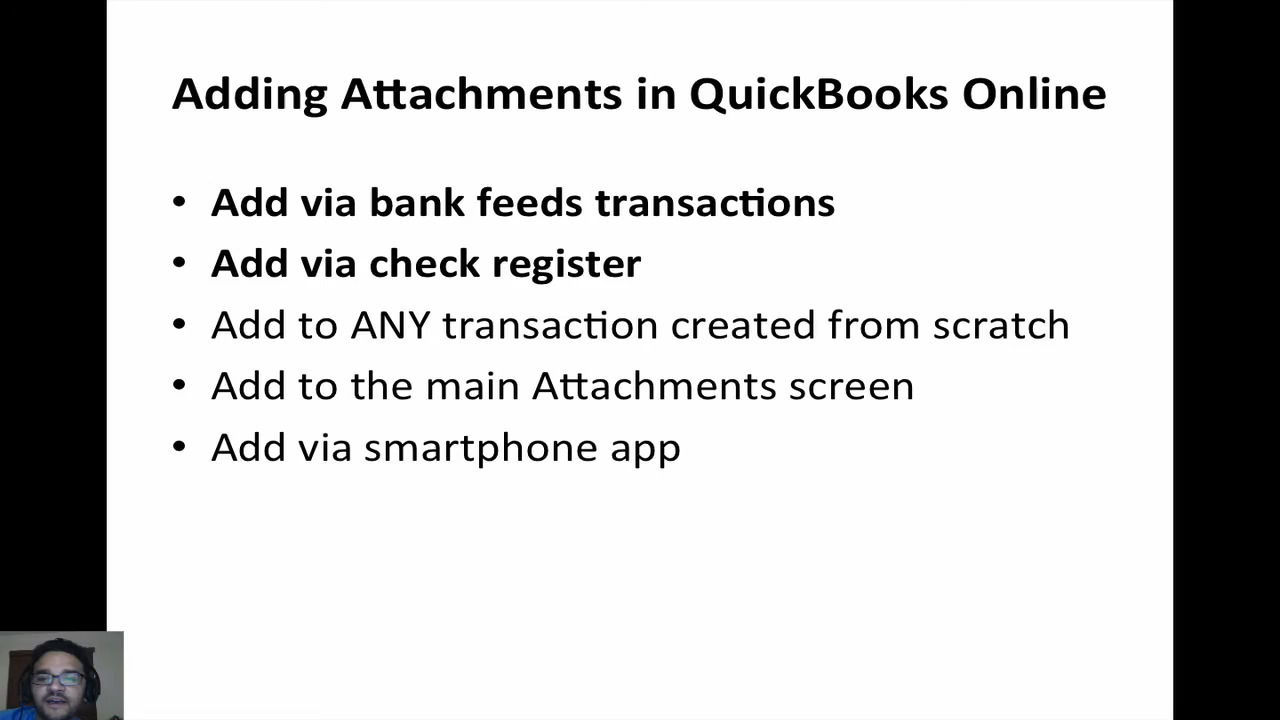 Adding Attachments in QuickBooks Online
• Add via bank feeds transactions
• Add via check register
• Add to ANY transaction created from scratch
• Add to the main Attachments screen
• Add via smartphone app